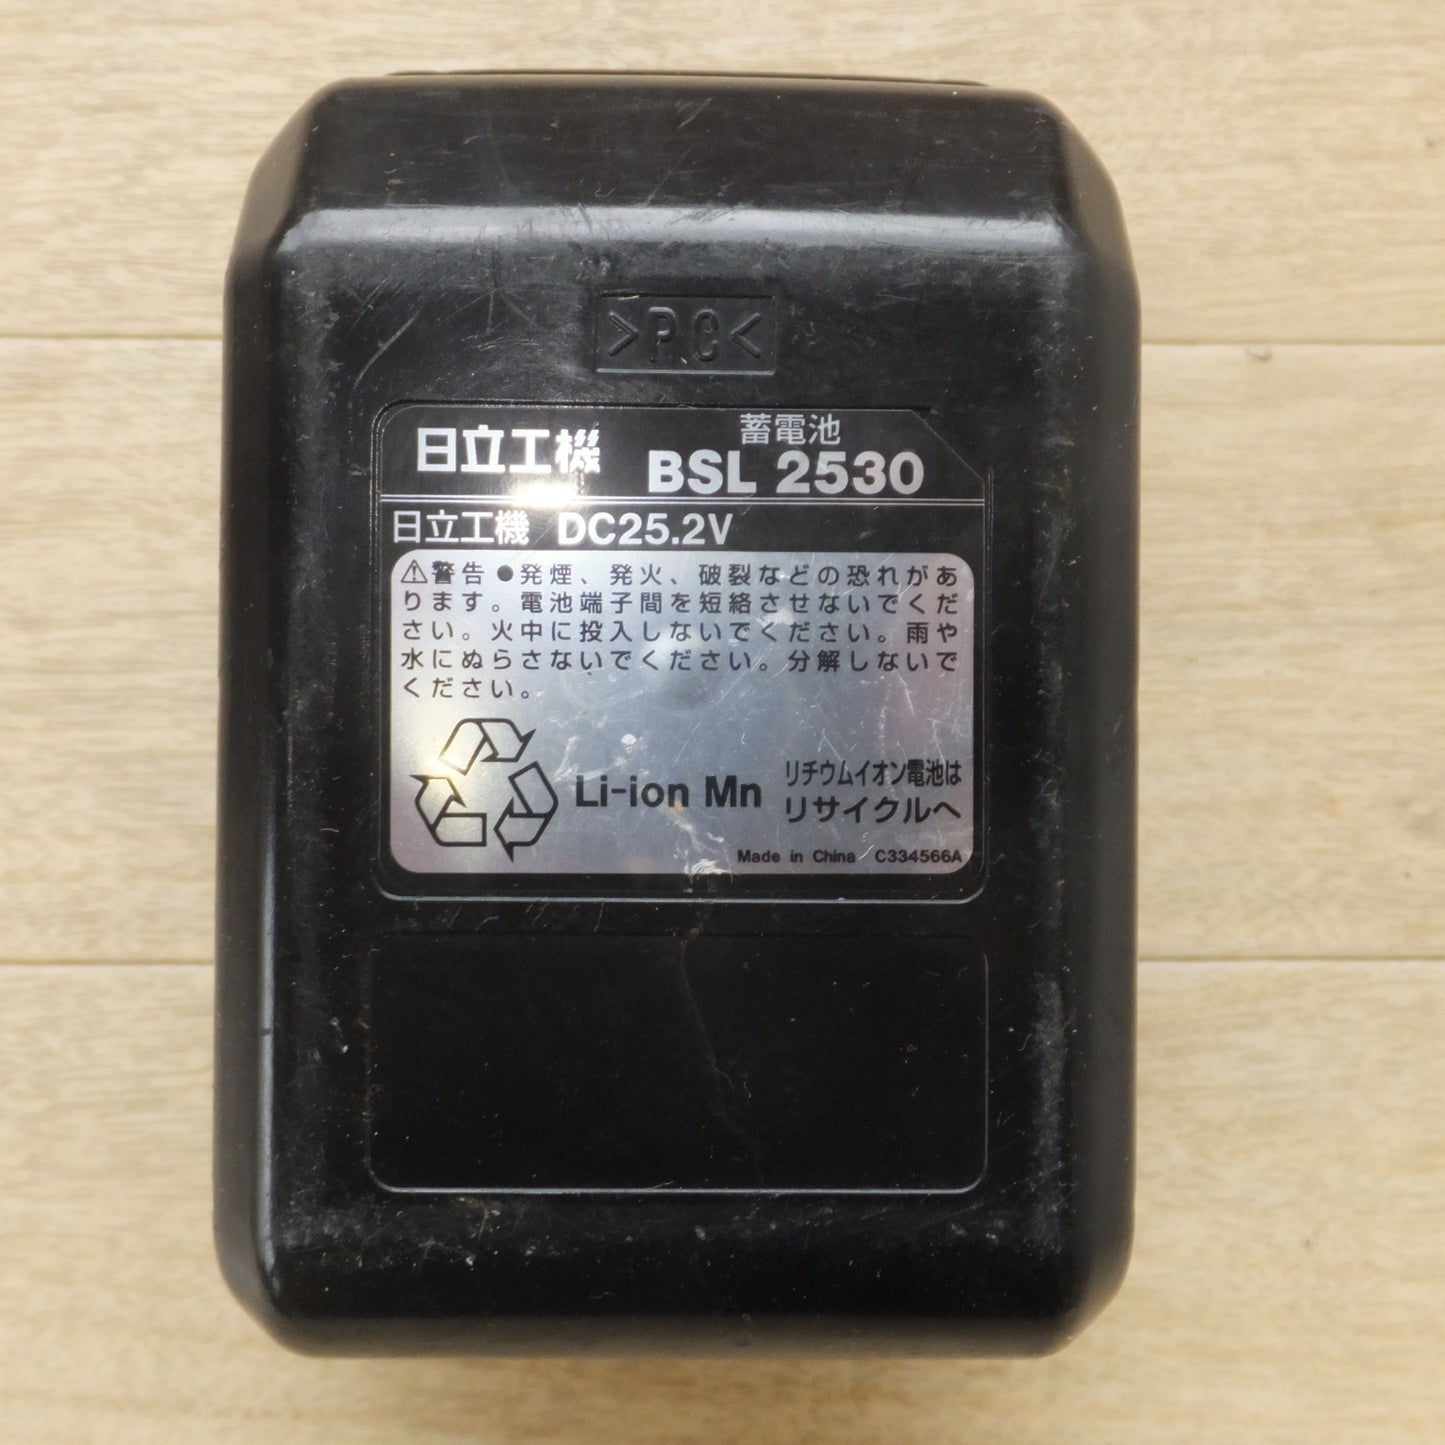 >PC<
日立工機
蓄電池
BSL 2530
日立工機 DC25.2V
⚠警告 ●発煙、発火、破裂などの恐れがあ
ります。電池端子間を短絡させないでくだ
さい。火中に投入しないでください。雨や
水にぬらさないでください。分解しないで
ください。
Li-ion Mn
リチウムイオン電池は
リサイクルへ
Made in China C334566A